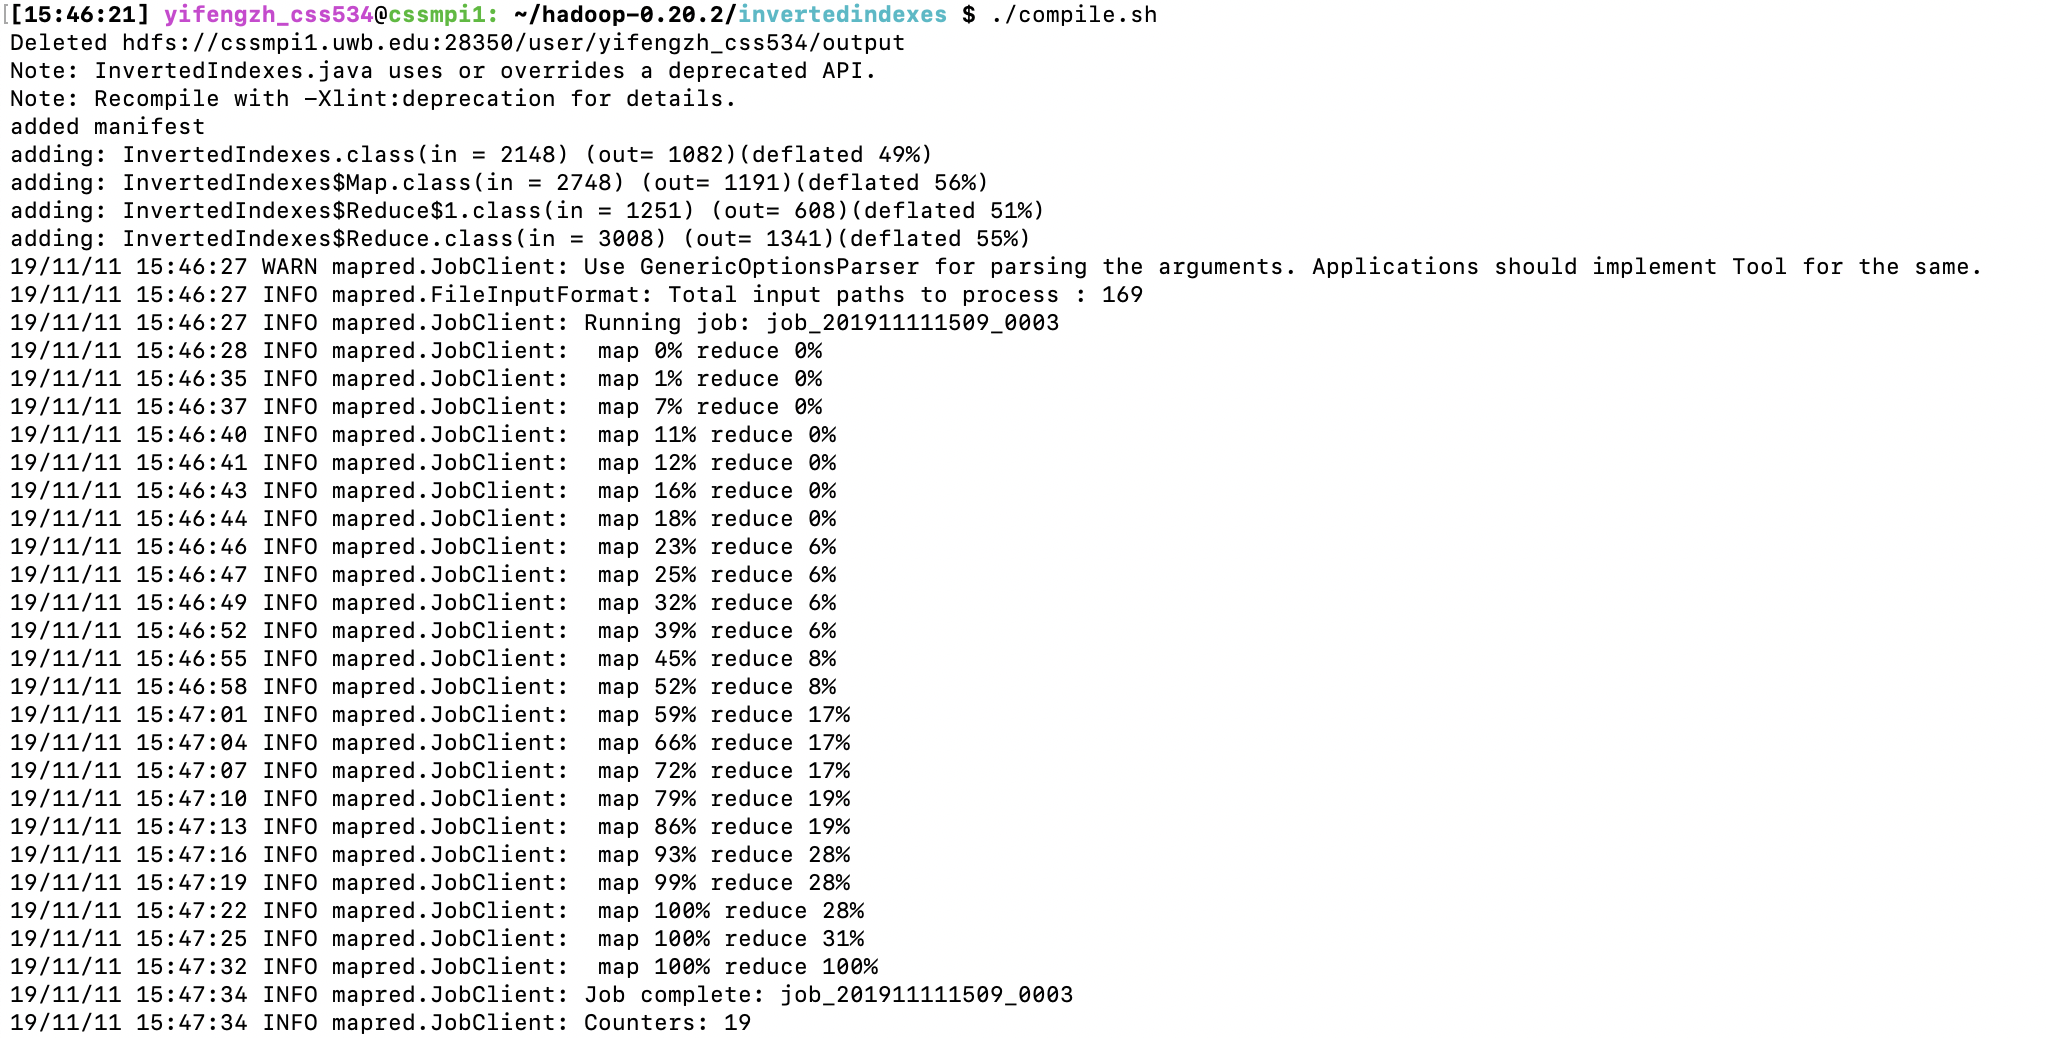 [[15:46:21] yifengzh_css534@cssmpi1: ~/hadoop-0.20.2/invertedindexes $ ./compile.sh
Deleted hdfs://cssmpi1.uwb.edu:28350/user/yifengzh_css534/output
Note: InvertedIndexes.java uses or overrides a deprecated API.
Note: Recompile with -Xlint:deprecation for details.
added manifest
adding: InvertedIndexes.class(in = 2148) (out= 1082)(deflated 49%)
adding: InvertedIndexes$Map.class(in = 2748) (out= 1191)(deflated 56%)
adding: InvertedIndexes$Reduce$1.class(in = 1251) (out= 608)(deflated 51%)
adding: InvertedIndexes$Reduce.class(in = 3008) (out= 1341)(deflated 55%)
19/11/11 15:46:27 WARN mapred.JobClient: Use GenericOptionsParser for parsing the arguments. Applications should implement Tool for the same.
19/11/11 15:46:27 INFO mapred.FileInputFormat: Total input paths to process : 169
19/11/11 15:46:27 INFO mapred.JobClient: Running job: job_201911111509_0003
19/11/11 15:46:28 INFO mapred.JobClient:  map 0% reduce 0%
19/11/11 15:46:35 INFO mapred.JobClient:  map 1% reduce 0%
19/11/11 15:46:37 INFO mapred.JobClient:  map 7% reduce 0%
19/11/11 15:46:40 INFO mapred.JobClient:  map 11% reduce 0%
19/11/11 15:46:41 INFO mapred.JobClient:  map 12% reduce 0%
19/11/11 15:46:43 INFO mapred.JobClient:  map 16% reduce 0%
19/11/11 15:46:44 INFO mapred.JobClient:  map 18% reduce 0%
19/11/11 15:46:46 INFO mapred.JobClient:  map 23% reduce 6%
19/11/11 15:46:47 INFO mapred.JobClient:  map 25% reduce 6%
19/11/11 15:46:49 INFO mapred.JobClient:  map 32% reduce 6%
19/11/11 15:46:52 INFO mapred.JobClient:  map 39% reduce 6%
19/11/11 15:46:55 INFO mapred.JobClient:  map 45% reduce 8%
19/11/11 15:46:58 INFO mapred.JobClient:  map 52% reduce 8%
19/11/11 15:47:01 INFO mapred.JobClient:  map 59% reduce 17%
19/11/11 15:47:04 INFO mapred.JobClient:  map 66% reduce 17%
19/11/11 15:47:07 INFO mapred.JobClient:  map 72% reduce 17%
19/11/11 15:47:10 INFO mapred.JobClient:  map 79% reduce 19%
19/11/11 15:47:13 INFO mapred.JobClient:  map 86% reduce 19%
19/11/11 15:47:16 INFO mapred.JobClient:  map 93% reduce 28%
19/11/11 15:47:19 INFO mapred.JobClient:  map 99% reduce 28%
19/11/11 15:47:22 INFO mapred.JobClient:  map 100% reduce 28%
19/11/11 15:47:25 INFO mapred.JobClient:  map 100% reduce 31%
19/11/11 15:47:32 INFO mapred.JobClient:  map 100% reduce 100%
19/11/11 15:47:34 INFO mapred.JobClient: Job complete: job_201911111509_0003
19/11/11 15:47:34 INFO mapred.JobClient: Counters: 19